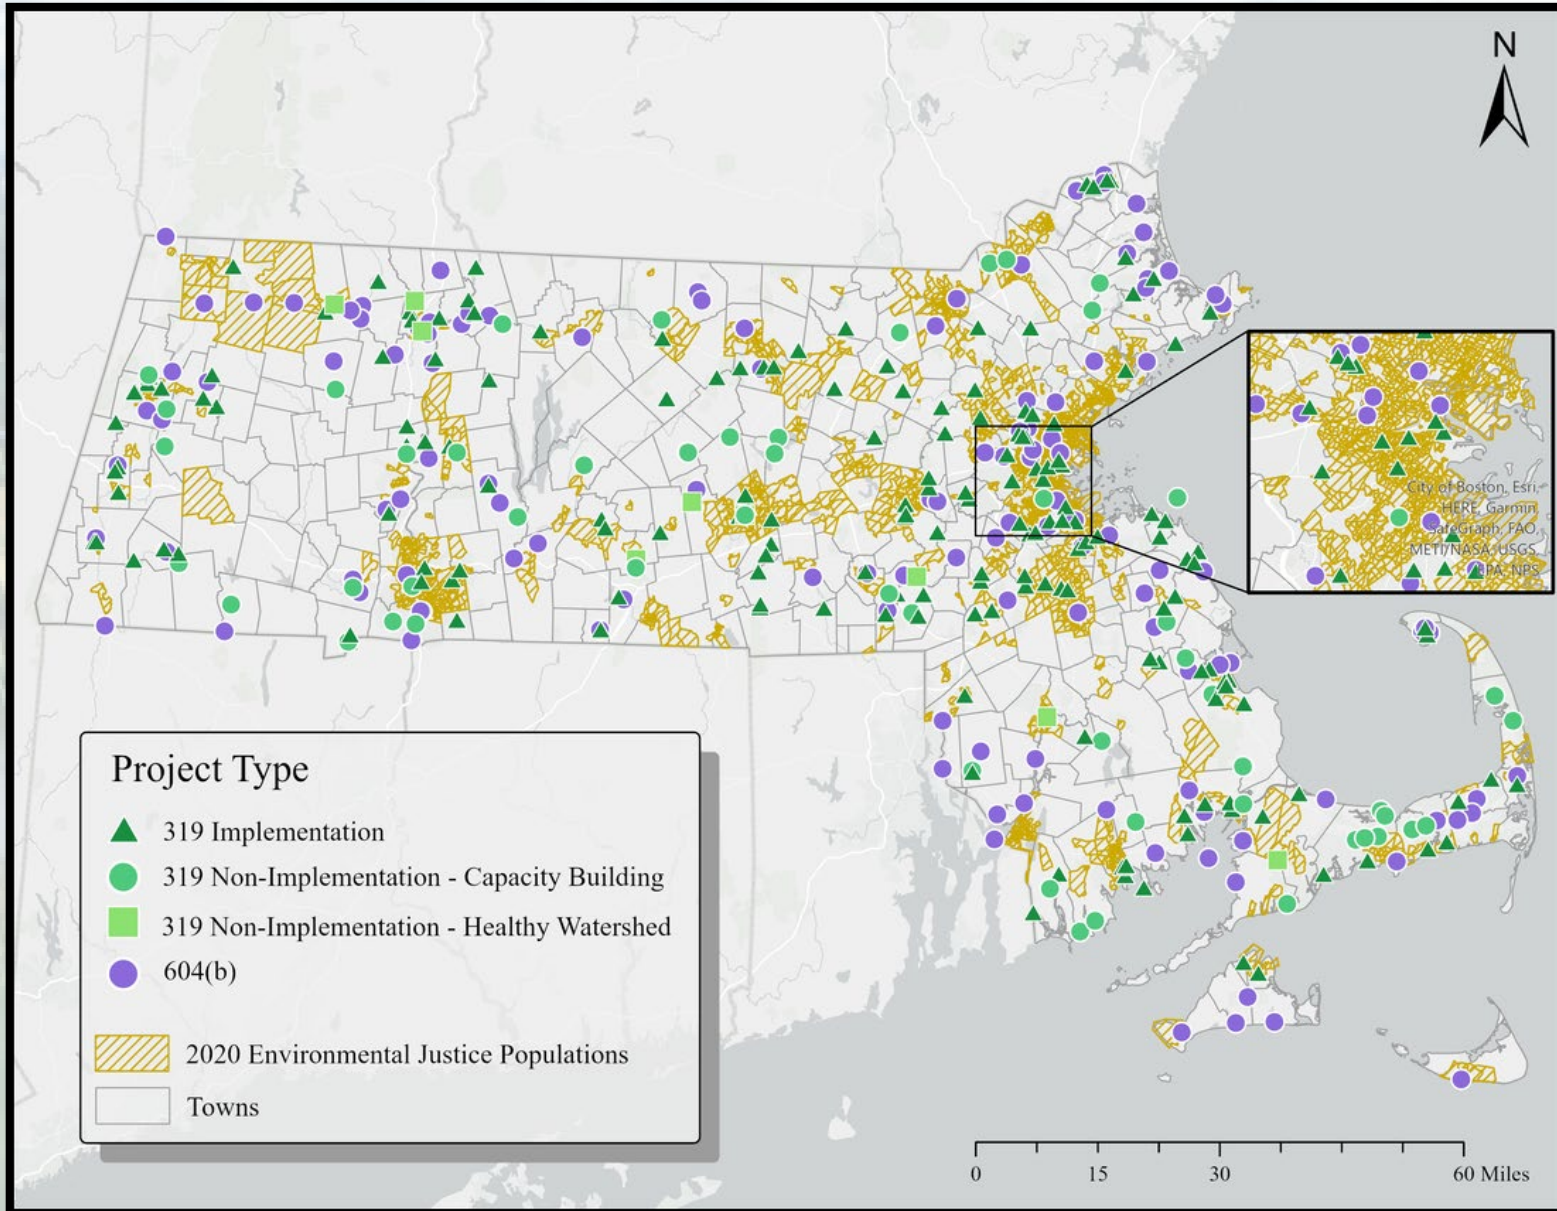 N
City of Boston, Esri,
HERE, Garmin,
SafeGraph, FAO,
METI/NASA, USGS,
EPA, NPS
Project Type
319 Implementation
319 Non-Implementation - Capacity Building
319 Non-Implementation - Healthy Watershed
604(b)
2020 Environmental Justice Populations
Towns
0 15 30 60 Miles